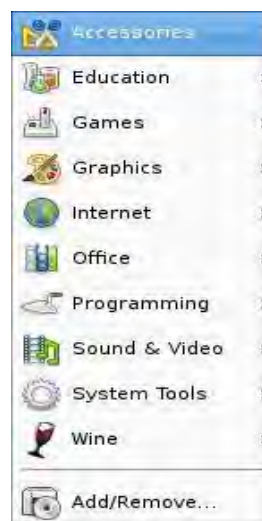 Accessories
Education
Games
Graphics
Internet
Office
Programming
Sound & Video
System Tools
Wine
Add/Remove...